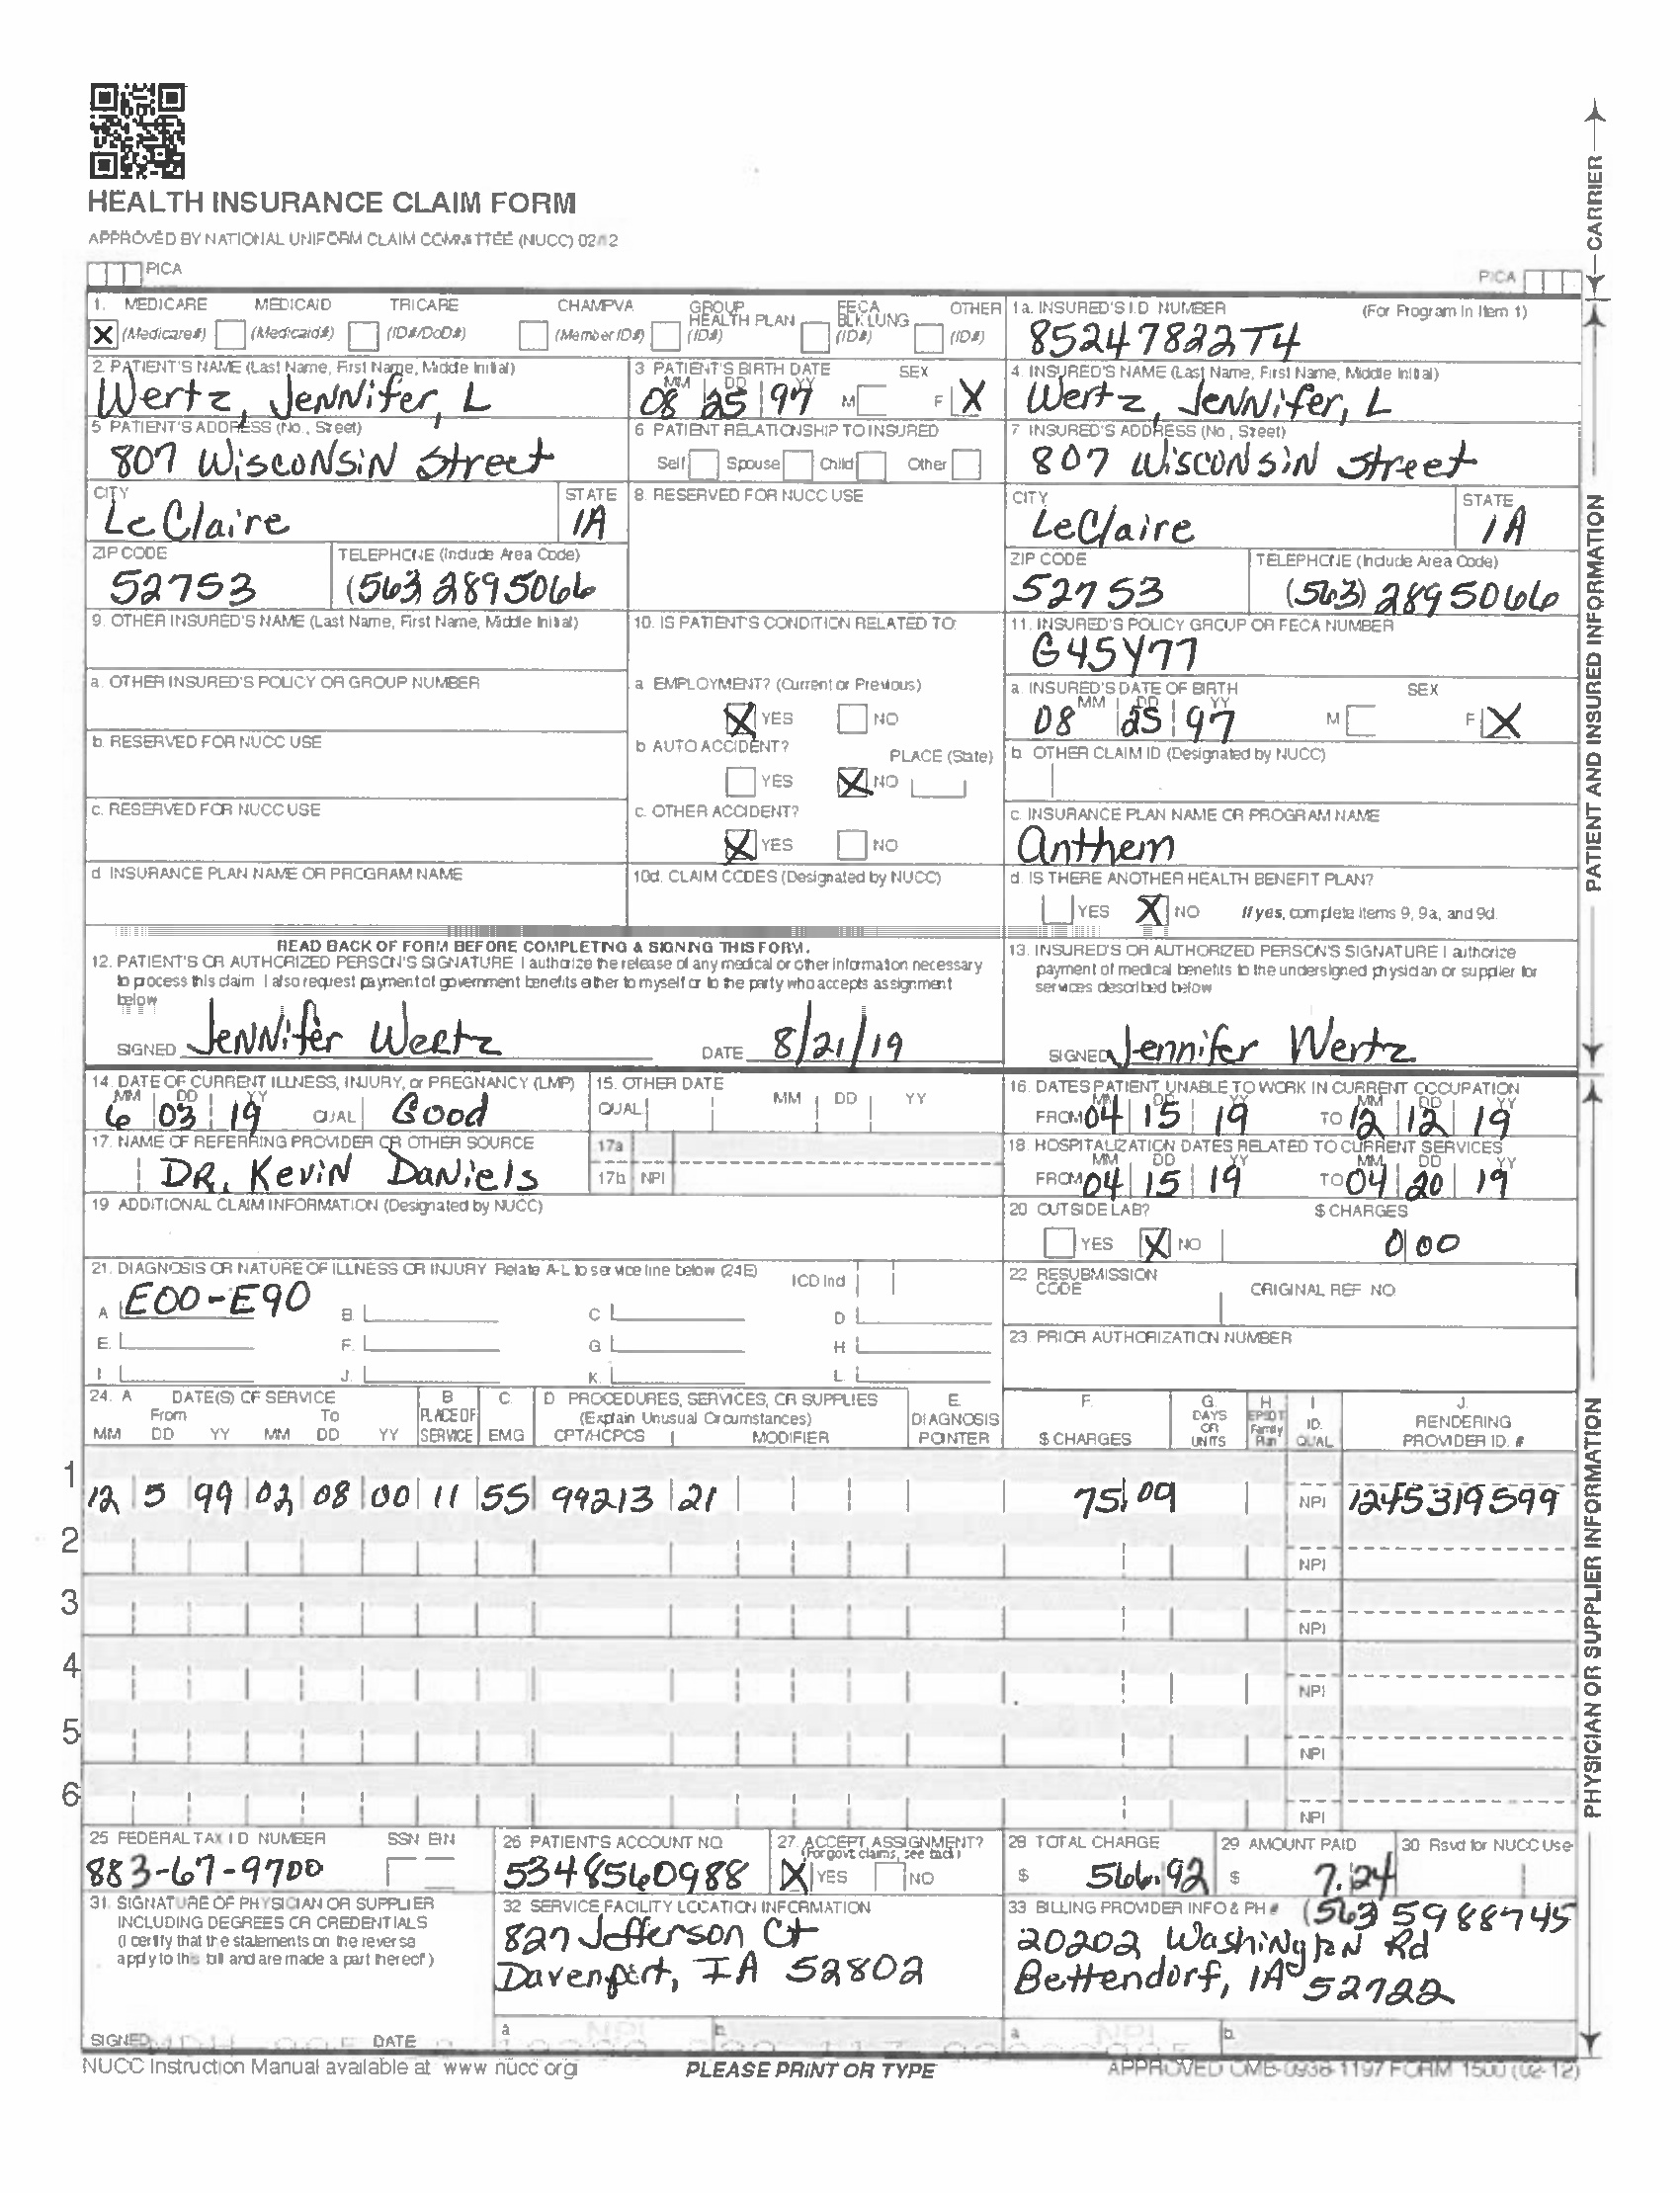 HEALTH INSURANCE CLAIM FORM
APPROVED BY NATIONAL UNIFORM CLAIM COMMITTEE (NUCC) 02/12
PICA PICA
CARRIER
1. MEDICARE MEDICAID TRICARE CHAMPVA GROUP HEALTH PLAN FECA BLK LUNG OTHER
X (Medicare#) (Medicaid#) (ID#/DoD#) (Member ID#) (ID#) (ID#) (ID#)
1a. INSURED'S I.D. NUMBER (For Program in Item 1)
85247822T4
2. PATIENT'S NAME (Last Name, First Name, Middle Initial)
Wertz, Jennifer, L
3. PATIENT'S BIRTH DATE SEX
MM DD YY
08 25 97 M F X
4. INSURED'S NAME (Last Name, First Name, Middle Initial)
Wertz, Jennifer, L
5. PATIENT'S ADDRESS (No., Street)
807 Wisconsin Street
6. PATIENT RELATIONSHIP TO INSURED
Self Spouse Child Other
7. INSURED'S ADDRESS (No., Street)
807 Wisconsin Street
CITY STATE
LeClaire IA
8. RESERVED FOR NUCC USE
CITY STATE
LeClaire IA
ZIP CODE TELEPHONE (Include Area Code)
52753 (563 2895066
ZIP CODE TELEPHONE (Include Area Code)
52753 (563) 2895066
9. OTHER INSURED'S NAME (Last Name, First Name, Middle Initial)
10. IS PATIENT'S CONDITION RELATED TO:
11. INSURED'S POLICY GROUP OR FECA NUMBER
G45Y77
a. OTHER INSURED'S POLICY OR GROUP NUMBER
a. EMPLOYMENT? (Current or Previous)
X YES NO
a. INSURED'S DATE OF BIRTH SEX
MM DD YY
08 25 97 M F X
b. RESERVED FOR NUCC USE
b. AUTO ACCIDENT? PLACE (State)
YES X NO
b. OTHER CLAIM ID (Designated by NUCC)
c. RESERVED FOR NUCC USE
c. OTHER ACCIDENT?
X YES NO
c. INSURANCE PLAN NAME OR PROGRAM NAME
Anthem
d. INSURANCE PLAN NAME OR PROGRAM NAME
10d. CLAIM CODES (Designated by NUCC)
d. IS THERE ANOTHER HEALTH BENEFIT PLAN?
YES X NO If yes, complete items 9, 9a, and 9d.
PATIENT AND INSURED INFORMATION
READ BACK OF FORM BEFORE COMPLETING & SIGNING THIS FORM.
12. PATIENT'S OR AUTHORIZED PERSON'S SIGNATURE I authorize the release of any medical or other information necessary
to process this claim. I also request payment of government benefits either to myself or to the party who accepts assignment
below
SIGNED Jennifer Wertz DATE 8/21/19
13. INSURED'S OR AUTHORIZED PERSON'S SIGNATURE I authorize
payment of medical benefits to the undersigned physician or supplier for
services described below
SIGNED Jennifer Wertz
14. DATE OF CURRENT ILLNESS, INJURY, or PREGNANCY (LMP)
MM DD YY
6 03 19 QUAL Good
15. OTHER DATE
QUAL MM DD YY
16. DATES PATIENT UNABLE TO WORK IN CURRENT OCCUPATION
MM DD YY MM DD YY
FROM 04 15 19 TO 12 12 19
17. NAME OF REFERRING PROVIDER OR OTHER SOURCE
DR. Kevin Daniels
17a
17b NPI
18. HOSPITALIZATION DATES RELATED TO CURRENT SERVICES
MM DD YY MM DD YY
FROM 04 15 19 TO 04 20 19
19. ADDITIONAL CLAIM INFORMATION (Designated by NUCC)
20. OUTSIDE LAB? $ CHARGES
YES X NO 0 00
21. DIAGNOSIS OR NATURE OF ILLNESS OR INJURY Relate A-L to service line below (24E) ICD Ind
A. E00-E90 B. C. D.
E. F. G. H.
I. J. K. L.
22. RESUBMISSION CODE ORIGINAL REF. NO.
23. PRIOR AUTHORIZATION NUMBER
24. A DATE(S) OF SERVICE B C. D PROCEDURES, SERVICES, OR SUPPLIES E. F. G. H. I J.
From To PLACE OF (Explain Unusual Circumstances) DIAGNOSIS DAYS OR EPSDT Family ID. RENDERING
MM DD YY MM DD YY SERVICE EMG CPT/HCPCS MODIFIER POINTER $ CHARGES UNITS Plan QUAL PROVIDER ID. #
1
12 5 99 02 08 00 11 55 99213 21 75.09 NPI 1245319599
2
NPI
3
NPI
4
NPI
5
NPI
6
NPI
PHYSICIAN OR SUPPLIER INFORMATION
25. FEDERAL TAX I.D. NUMBER SSN EIN
883-67-9700
26. PATIENT'S ACCOUNT NO.
5348560988
27. ACCEPT ASSIGNMENT?
(For govt. claims, see back)
X YES NO
28. TOTAL CHARGE
$ 566.92
29. AMOUNT PAID
$ 7.24
30. Rsvd for NUCC Use
31. SIGNATURE OF PHYSICIAN OR SUPPLIER
INCLUDING DEGREES OR CREDENTIALS
(I certify that the statements on the reverse
apply to this bill and are made a part thereof.)
SIGNED DATE
32. SERVICE FACILITY LOCATION INFORMATION
827 Jefferson Ct
Davenport, IA 52802
a. NPI b.
33. BILLING PROVIDER INFO & PH # (563 5988745
20202 Washington Rd
Bettendorf, IA 52722
a. NPI b.
NUCC Instruction Manual available at: www.nucc.org
PLEASE PRINT OR TYPE
APPROVED OMB-0938-1197 FORM 1500 (02-12)